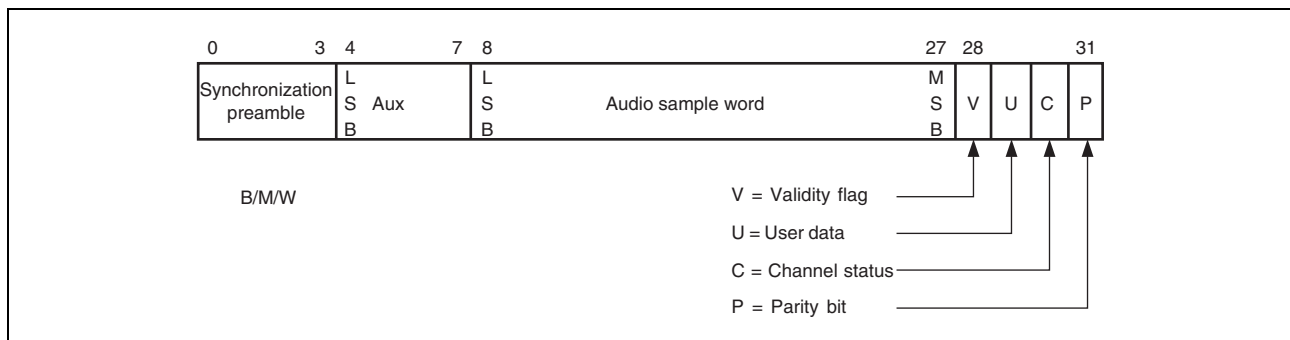 0 3 4 7 8 27 28 31
Synchronization
preamble
L
S
B
Aux
L
S
B
Audio sample word
M
S
B
V
U
C
P
B/M/W
V = Validity flag
U = User data
C = Channel status
P = Parity bit